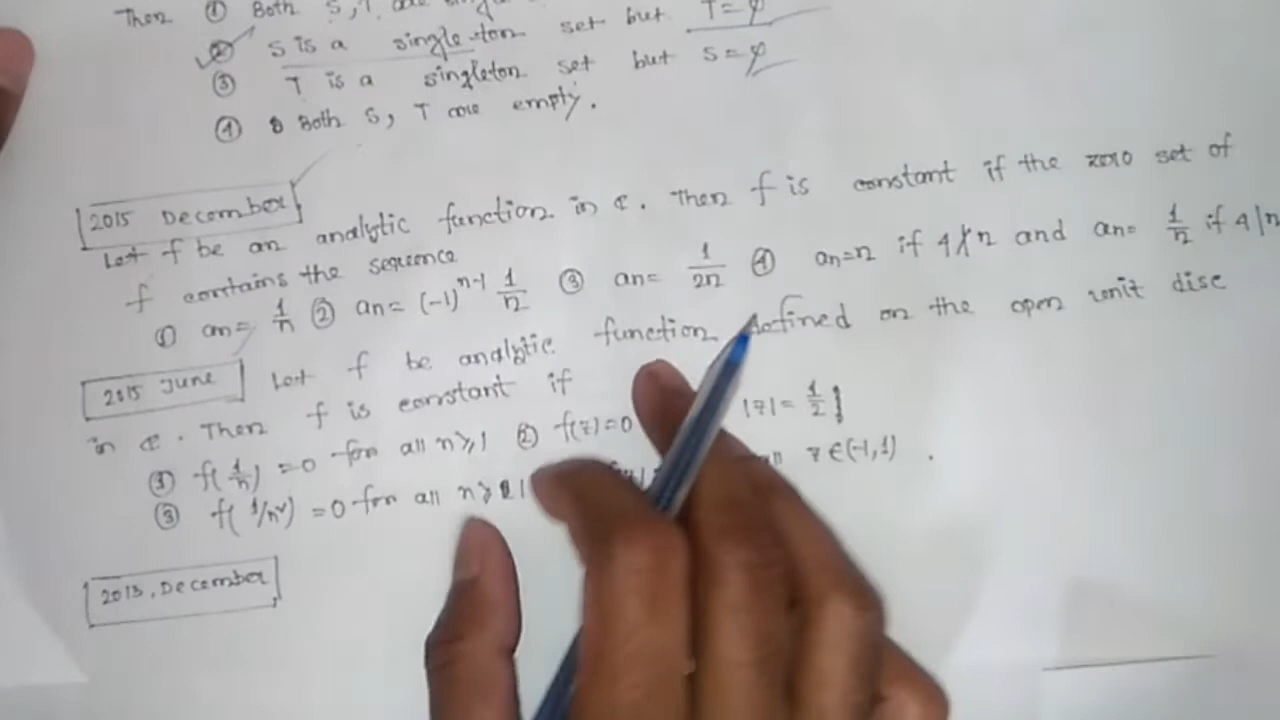 Then ① Both S, T are
② S is a singleton set but T=φ
③ T is a singleton set but S=φ
④ Both S, T are empty.
2015 December
Let f be an analytic function in ℂ. Then f is constant if the zero set of
f contains the sequence
① an= 1/n ② an= (-1)^{n-1} 1/n ③ an= 1/2n ④ an=n if 4∤n and an= 1/n if 4|n
2015 June Let f be analytic function defined on the open unit disc
in ℂ. Then f is constant if
① f(1/n) =0 for all n≥1 ② f(z)=0 |z|= 1/2
③ f(1/n²) =0 for all n≥1 z∈(-1,1).
2013, December